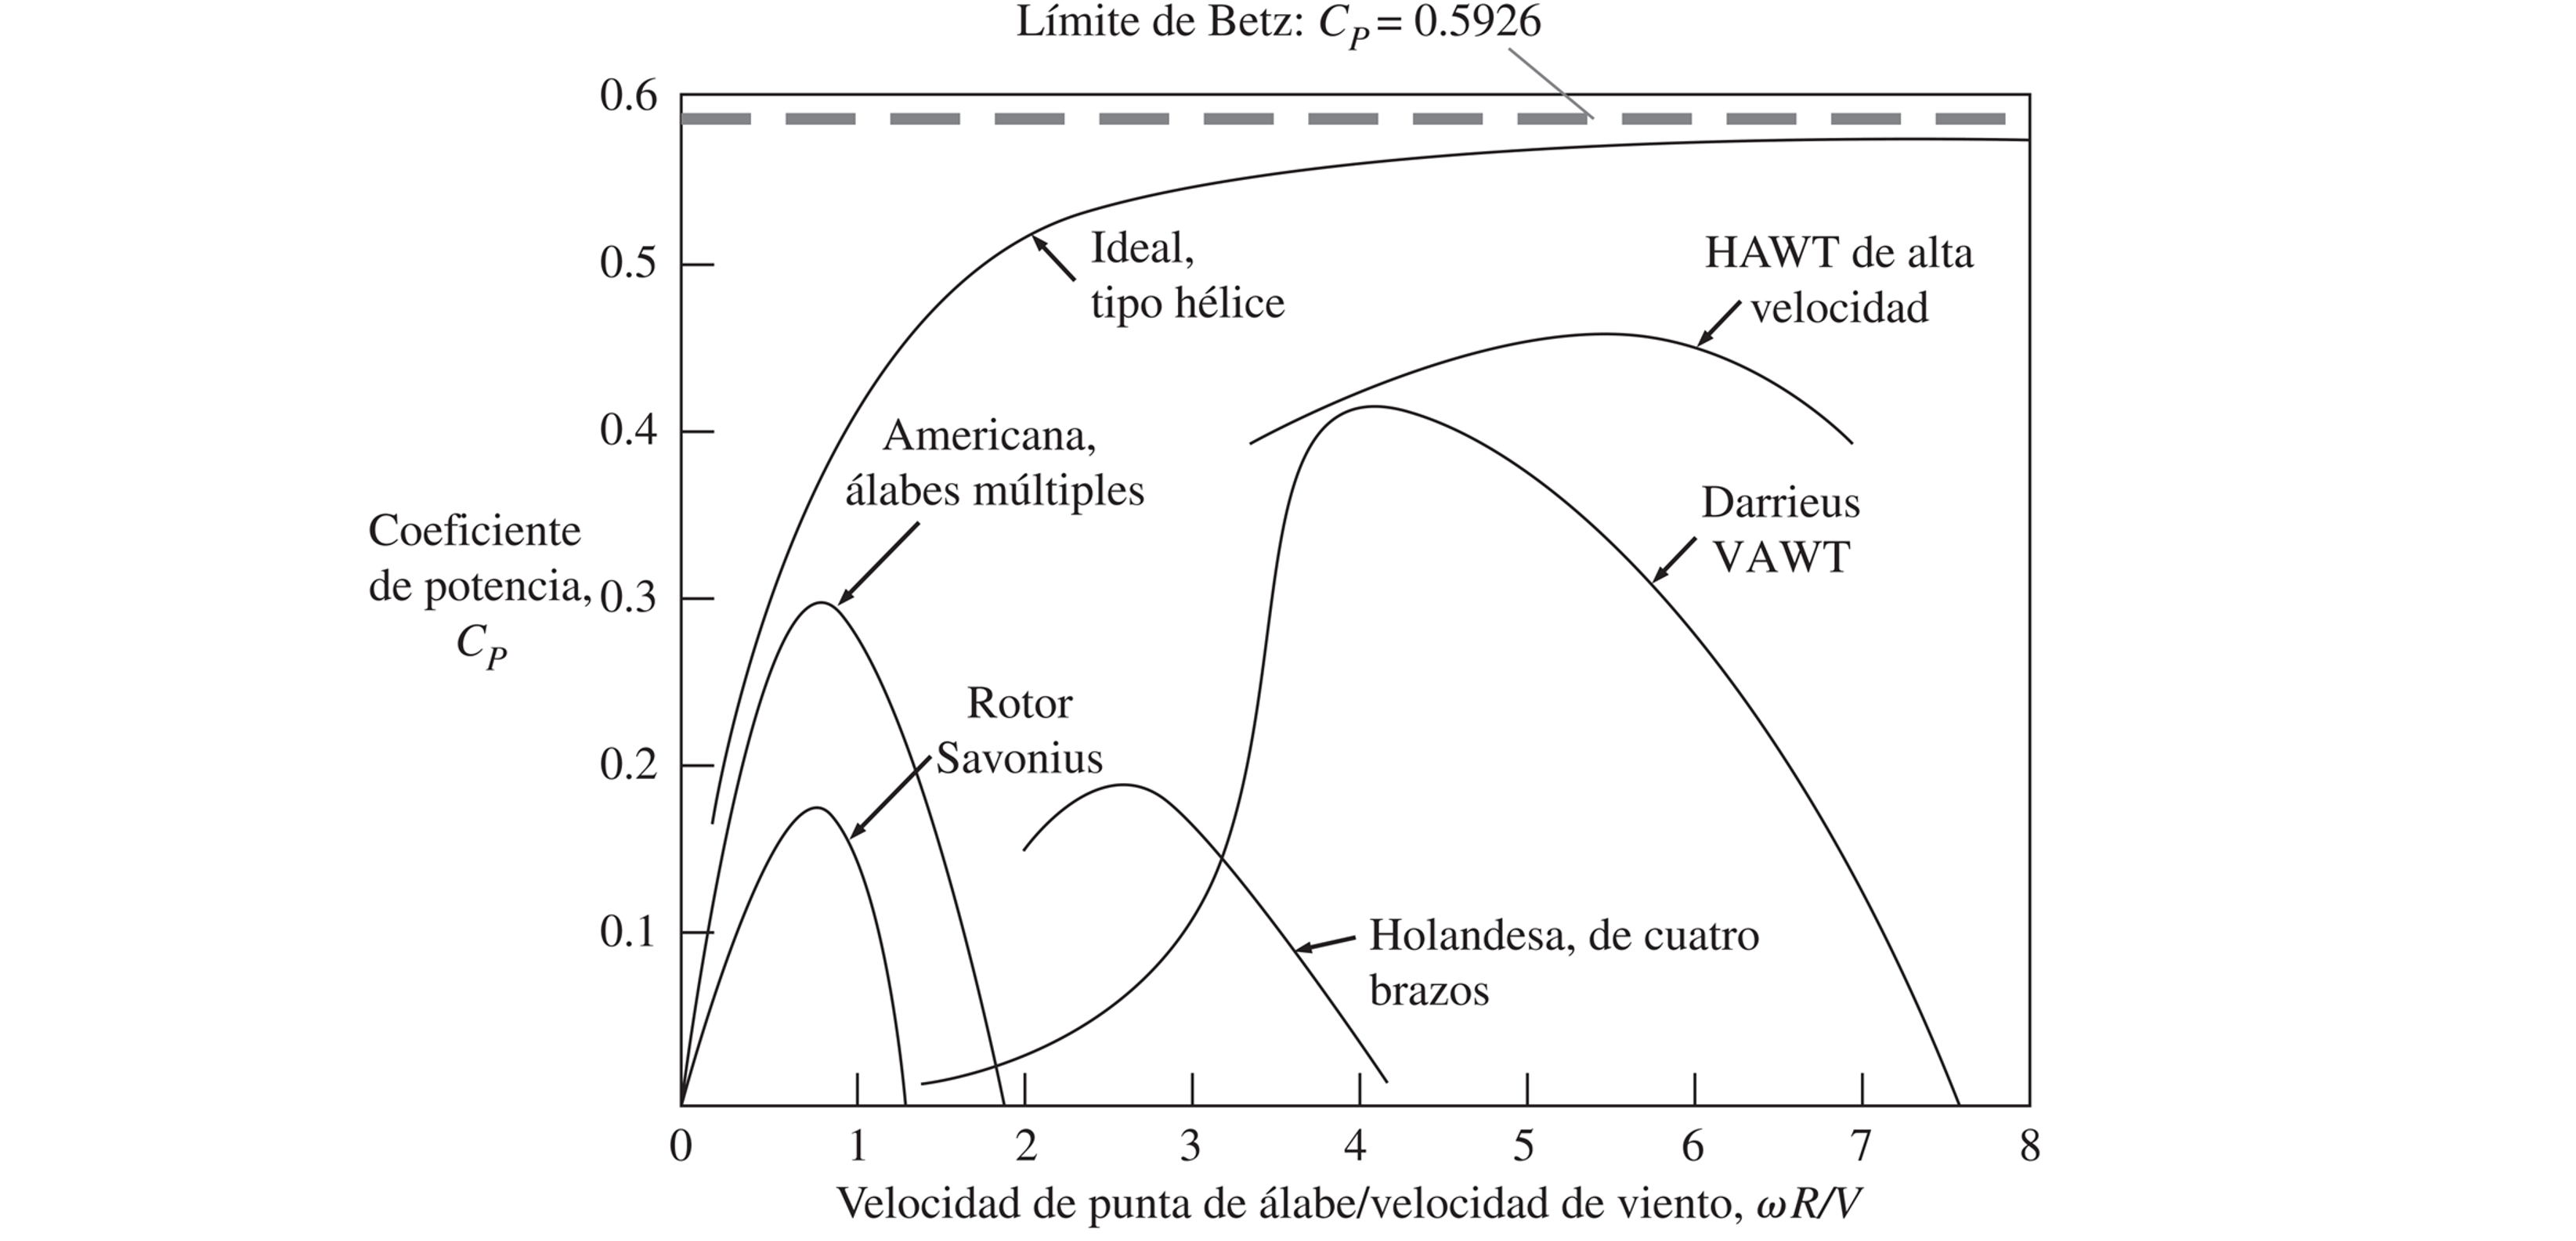 Límite de Betz: C_P = 0.5926
0.6
0.5
0.4
0.3
0.2
0.1
Coeficiente
de potencia,
C_P
Ideal,
tipo hélice
HAWT de alta
velocidad
Americana,
álabes múltiples
Darrieus
VAWT
Rotor
Savonius
Holandesa, de cuatro
brazos
0 1 2 3 4 5 6 7 8
Velocidad de punta de álabe/velocidad de viento, ωR/V